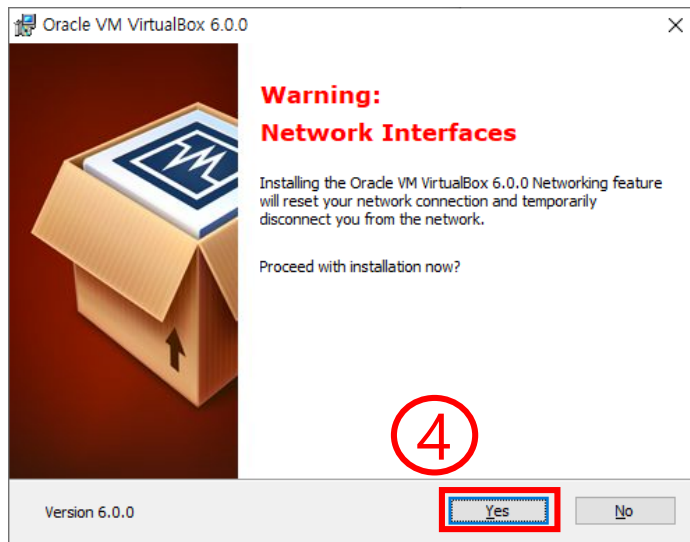 Oracle VM VirtualBox 6.0.0
Warning:
Network Interfaces
Installing the Oracle VM VirtualBox 6.0.0 Networking feature
will reset your network connection and temporarily
disconnect you from the network.
Proceed with installation now?
4
Version 6.0.0
Yes
No